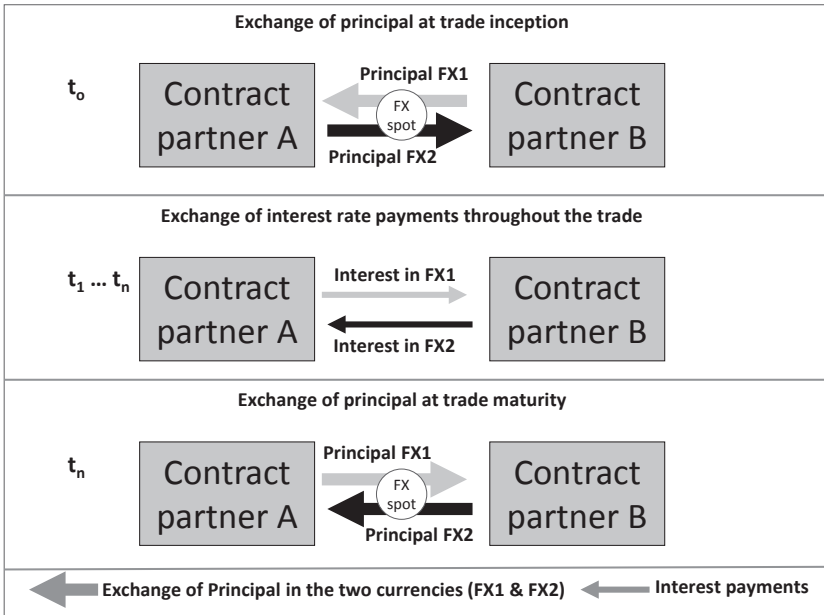 Exchange of principal at trade inception
t₀
Contract
partner A
Principal FX1
FX
spot
Principal FX2
Contract
partner B
Exchange of interest rate payments throughout the trade
t₁ ... tₙ
Contract
partner A
Interest in FX1
Interest in FX2
Contract
partner B
Exchange of principal at trade maturity
tₙ
Contract
partner A
Principal FX1
FX
spot
Principal FX2
Contract
partner B
Exchange of Principal in the two currencies (FX1 & FX2)
Interest payments